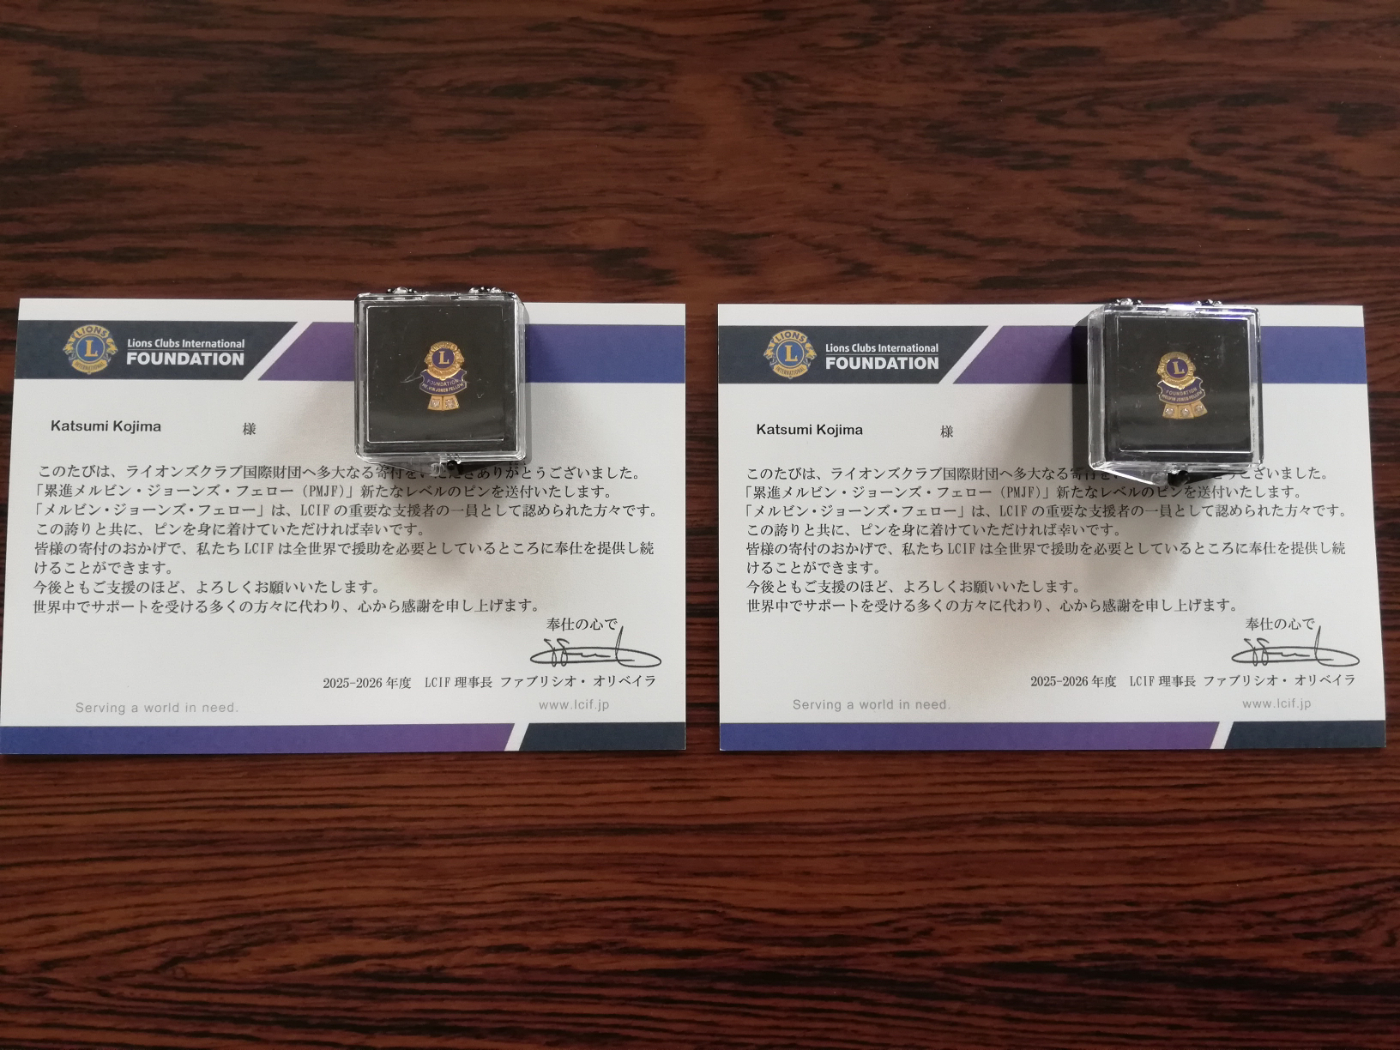 LIONS
L
INTERNATIONAL
Lions Clubs International
FOUNDATION
Katsumi Kojima 様
このたびは、ライオンズクラブ国際財団へ多大なる寄付を ありがとうございました。
「累進メルビン・ジョーンズ・フェロー(PMJF)」新たなレベルのピンを送付いたします。
「メルビン・ジョーンズ・フェロー」は、LCIFの重要な支援者の一員として認められた方々です。
この誇りと共に、ピンを身に着けていただければ幸いです。
皆様の寄付のおかげで、私たちLCIFは全世界で援助を必要としているところに奉仕を提供し続
けることができます。
今後ともご支援のほど、よろしくお願いいたします。
世界中でサポートを受ける多くの方々に代わり、心から感謝を申し上げます。
奉仕の心で
2025-2026 年度 LCIF 理事長 ファブリシオ・オリベイラ
Serving a world in need.
www.lcif.jp
L
FOUNDATION
MELVIN JONES FELLOW
LIONS
L
INTERNATIONAL
Lions Clubs International
FOUNDATION
Katsumi Kojima 様
このたびは、ライオンズクラブ国際財団へ多大なる寄付 うございました。
「累進メルビン・ジョーンズ・フェロー(PMJF)」新たなレベルのピンを送付いたします。
「メルビン・ジョーンズ・フェロー」は、LCIFの重要な支援者の一員として認められた方々です。
この誇りと共に、ピンを身に着けていただければ幸いです。
皆様の寄付のおかげで、私たちLCIFは全世界で援助を必要としているところに奉仕を提供し続
けることができます。
今後ともご支援のほど、よろしくお願いいたします。
世界中でサポートを受ける多くの方々に代わり、心から感謝を申し上げます。
奉仕の心で
2025-2026 年度 LCIF 理事長 ファブリシオ・オリベイラ
Serving a world in need.
www.lcif.jp
L
FOUNDATION
MELVIN JONES FELLOW